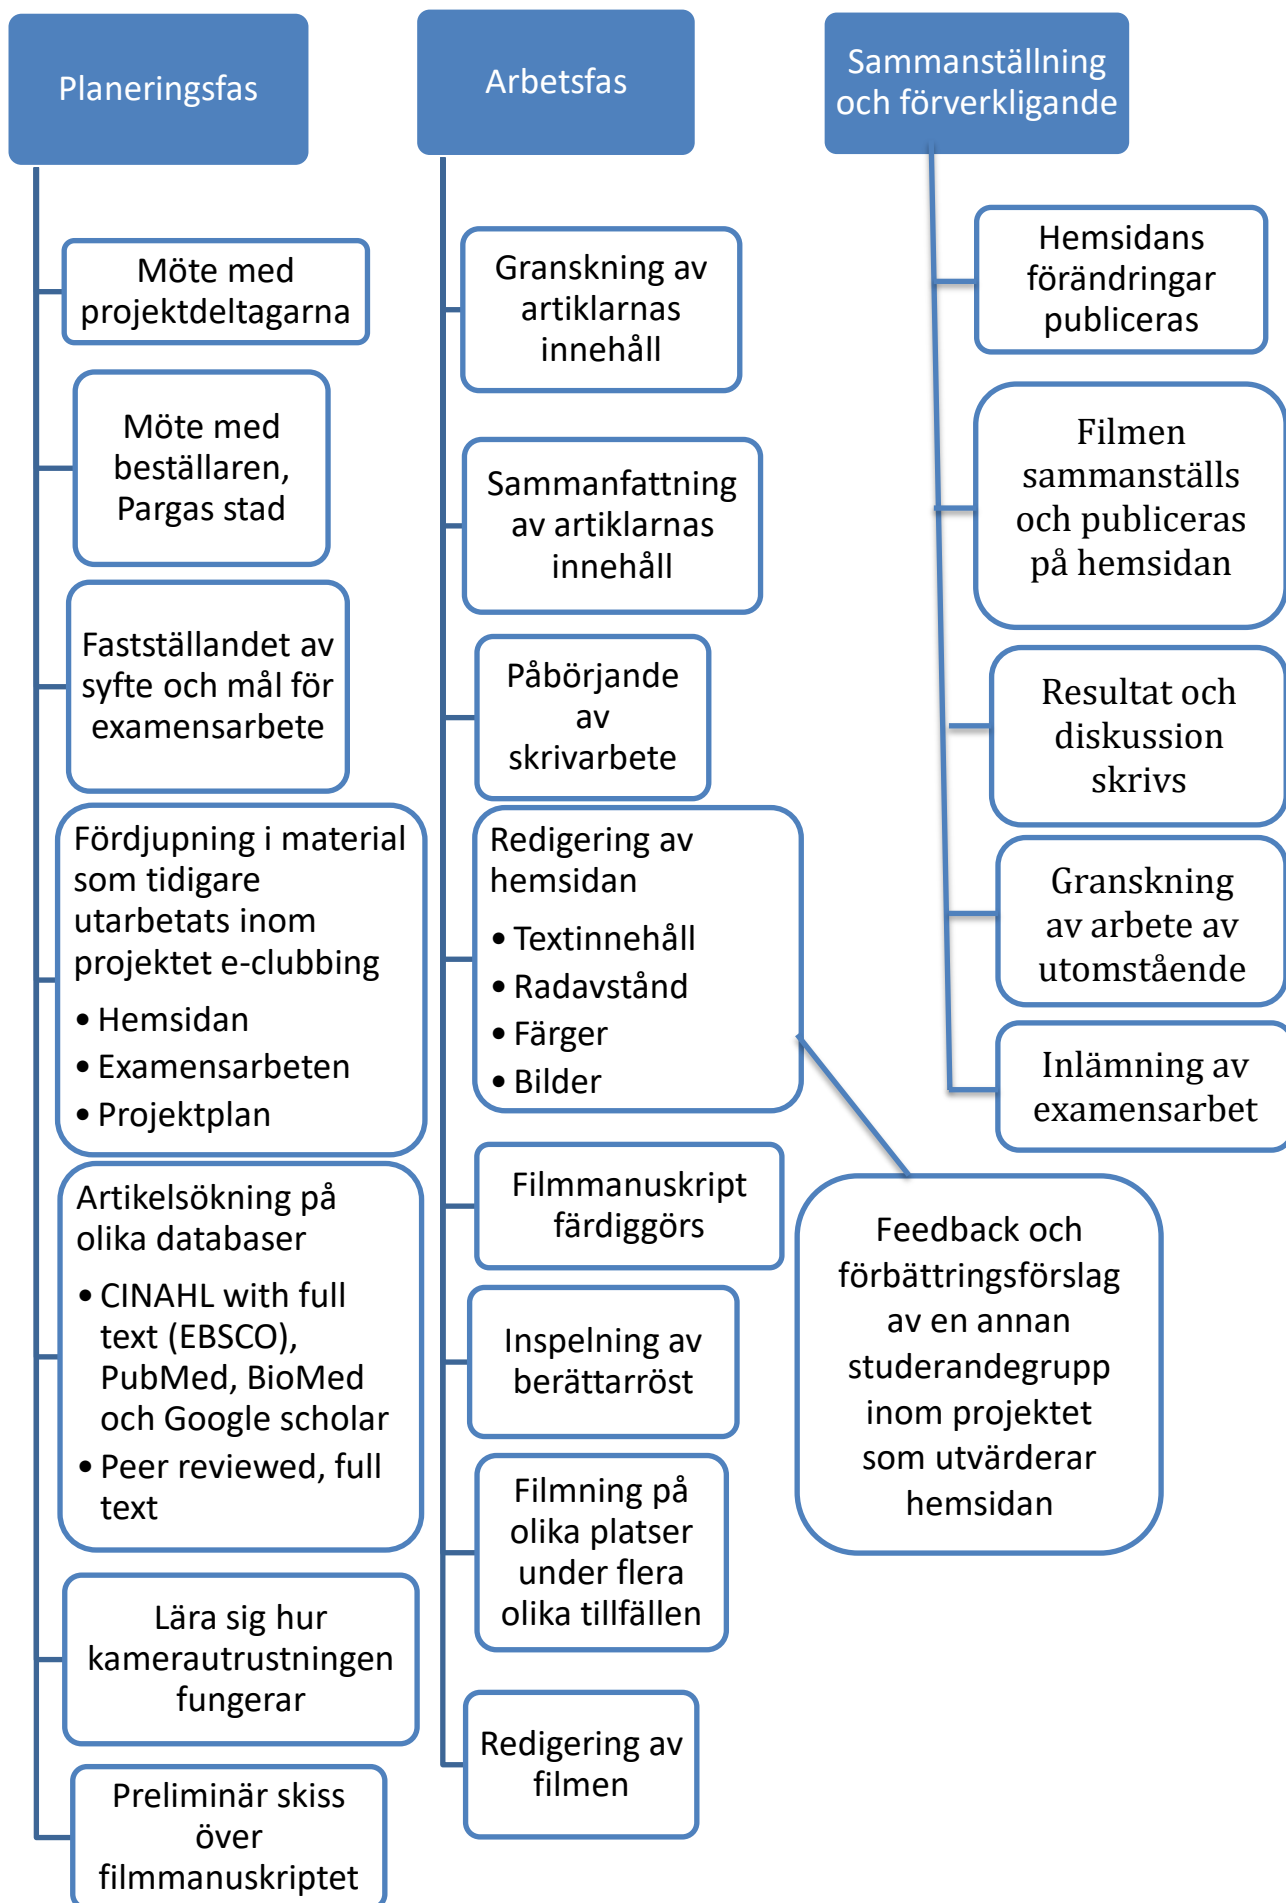 Planeringsfas
Möte med
projektdeltagarna
Möte med
beställaren,
Pargas stad
Fastställandet av
syfte och mål för
examensarbete
Fördjupning i material
som tidigare
utarbetats inom
projektet e-clubbing
• Hemsidan
• Examensarbeten
• Projektplan
Artikelsökning på
olika databaser
• CINAHL with full
text (EBSCO),
PubMed, BioMed
och Google scholar
• Peer reviewed, full
text
Lära sig hur
kamerautrustningen
fungerar
Preliminär skiss
över
filmmanuskriptet
Arbetsfas
Granskning av
artiklarnas
innehåll
Sammanfattning
av artiklarnas
innehåll
Påbörjande
av
skrivarbete
Redigering av
hemsidan
• Textinnehåll
• Radavstånd
• Färger
• Bilder
Filmmanuskript
färdiggörs
Inspelning av
berättarröst
Filmning på
olika platser
under flera
olika tillfällen
Redigering av
filmen
Feedback och
förbättringsförslag
av en annan
studerandegrupp
inom projektet
som utvärderar
hemsidan
Sammanställning
och förverkligande
Hemsidans
förändringar
publiceras
Filmen
sammanställs
och publiceras
på hemsidan
Resultat och
diskussion
skrivs
Granskning
av arbete av
utomstående
Inlämning av
examensarbet